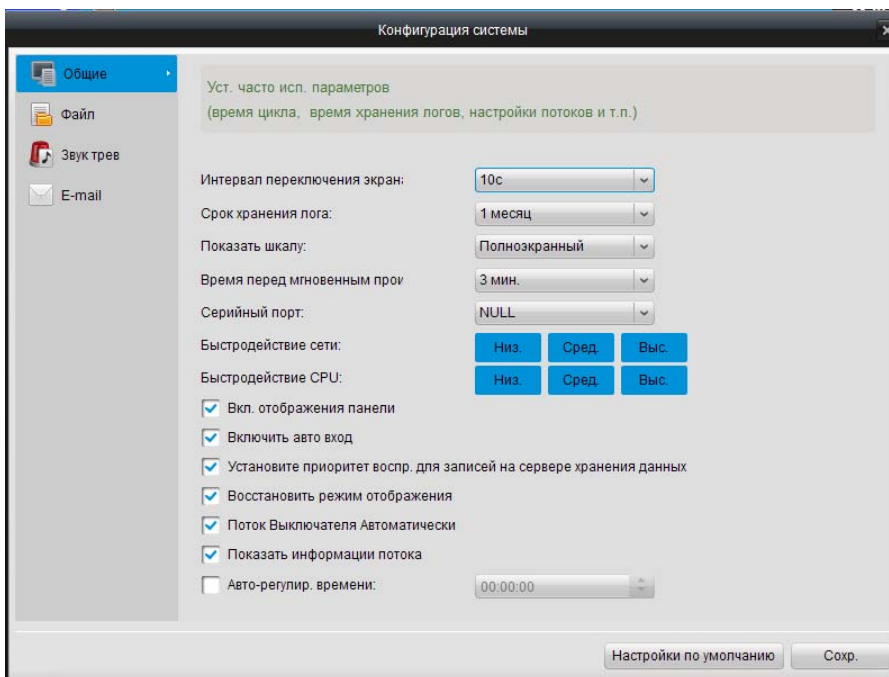 Конфигурация системы
Общие
Файл
Звук трев
E-mail
Уст. часто исп. параметров
(время цикла, время хранения логов, настройки потоков и т.п.)
Интервал переключения экран
10с
Срок хранения лога:
1 месяц
Показать шкалу:
Полноэкранный
Время перед мгновенным прои
3 мин.
Серийный порт:
NULL
Быстродействие сети:
Низ. Сред. Выс.
Быстродействие CPU:
Низ. Сред. Выс.
Вкл. отображения панели
Включить авто вход
Установите приоритет воспр. для записей на сервере хранения данных
Восстановить режим отображения
Поток Выключателя Автоматически
Показать информации потока
Авто-регулир. времени:
00:00:00
Настройки по умолчанию
Сохр.